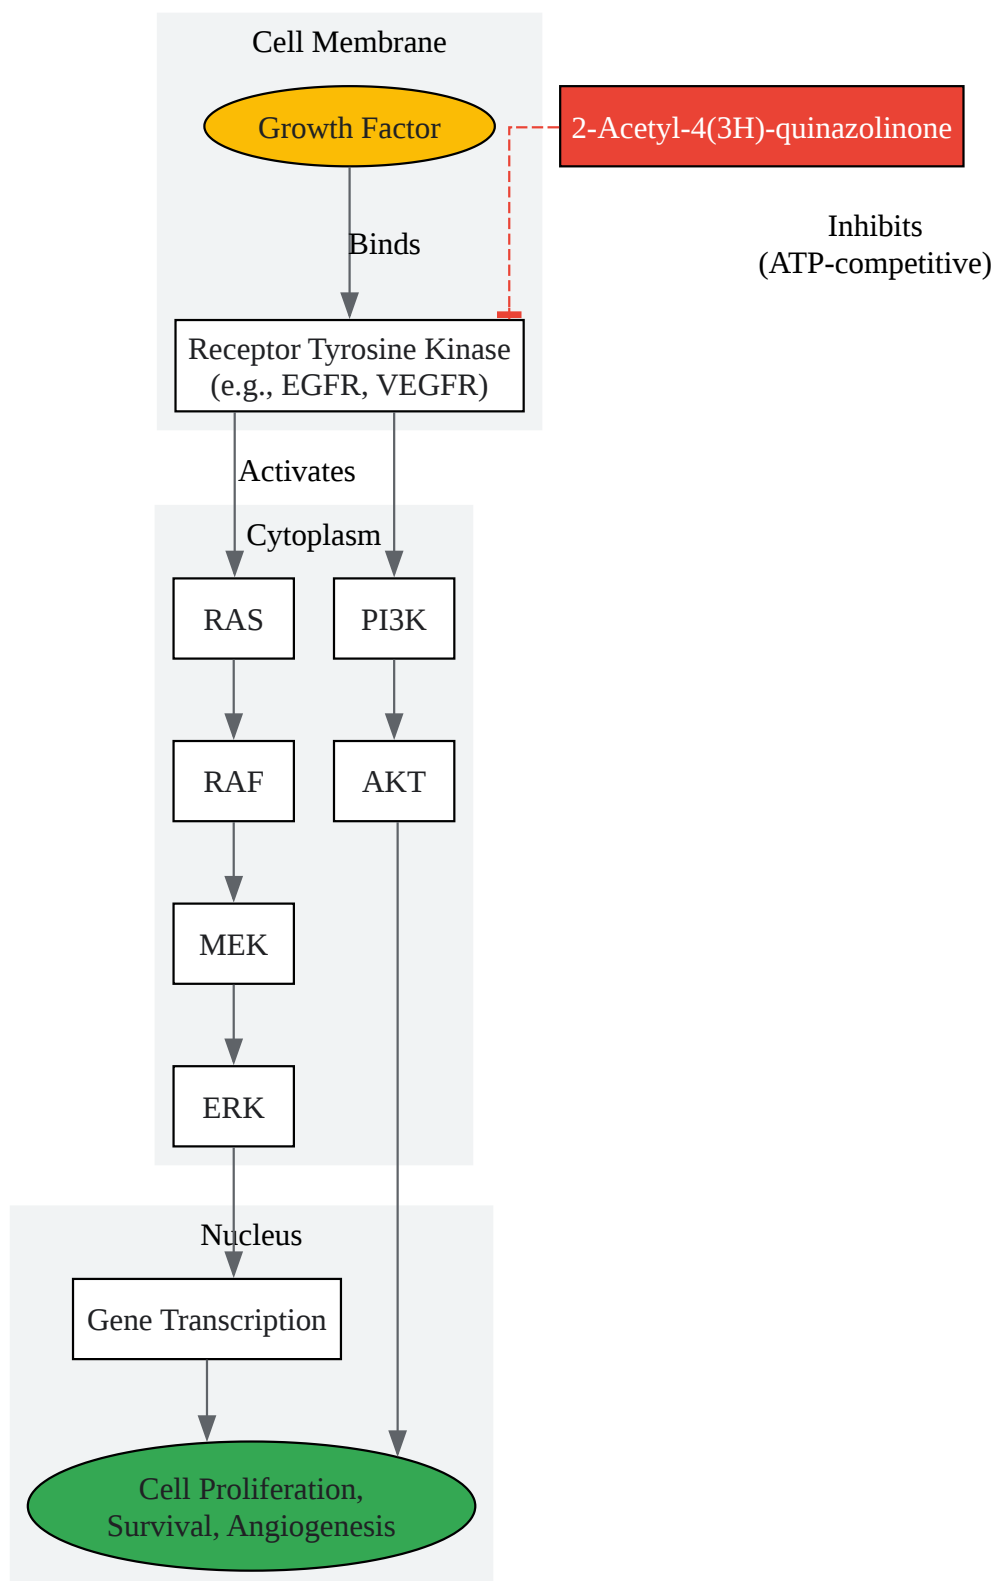 Cell Membrane
Growth Factor
2-Acetyl-4(3H)-quinazolinone
Binds
Inhibits
(ATP-competitive)
Receptor Tyrosine Kinase
(e.g., EGFR, VEGFR)
Activates
Cytoplasm
RAS
PI3K
RAF
AKT
MEK
ERK
Nucleus
Gene Transcription
Cell Proliferation,
Survival, Angiogenesis